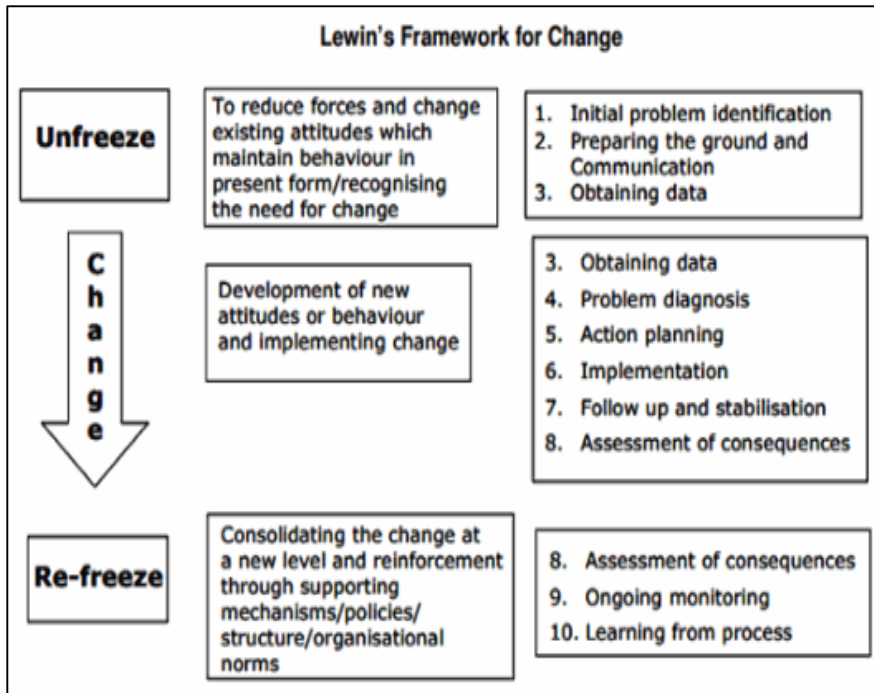 Lewin's Framework for Change
Unfreeze
To reduce forces and change
existing attitudes which
maintain behaviour in
present form/recognising
the need for change
1. Initial problem identification
2. Preparing the ground and
Communication
3. Obtaining data
Change
Development of new
attitudes or behaviour
and implementing change
3. Obtaining data
4. Problem diagnosis
5. Action planning
6. Implementation
7. Follow up and stabilisation
8. Assessment of consequences
Re-freeze
Consolidating the change at
a new level and reinforcement
through supporting
mechanisms/policies/
structure/organisational
norms
8. Assessment of consequences
9. Ongoing monitoring
10. Learning from process